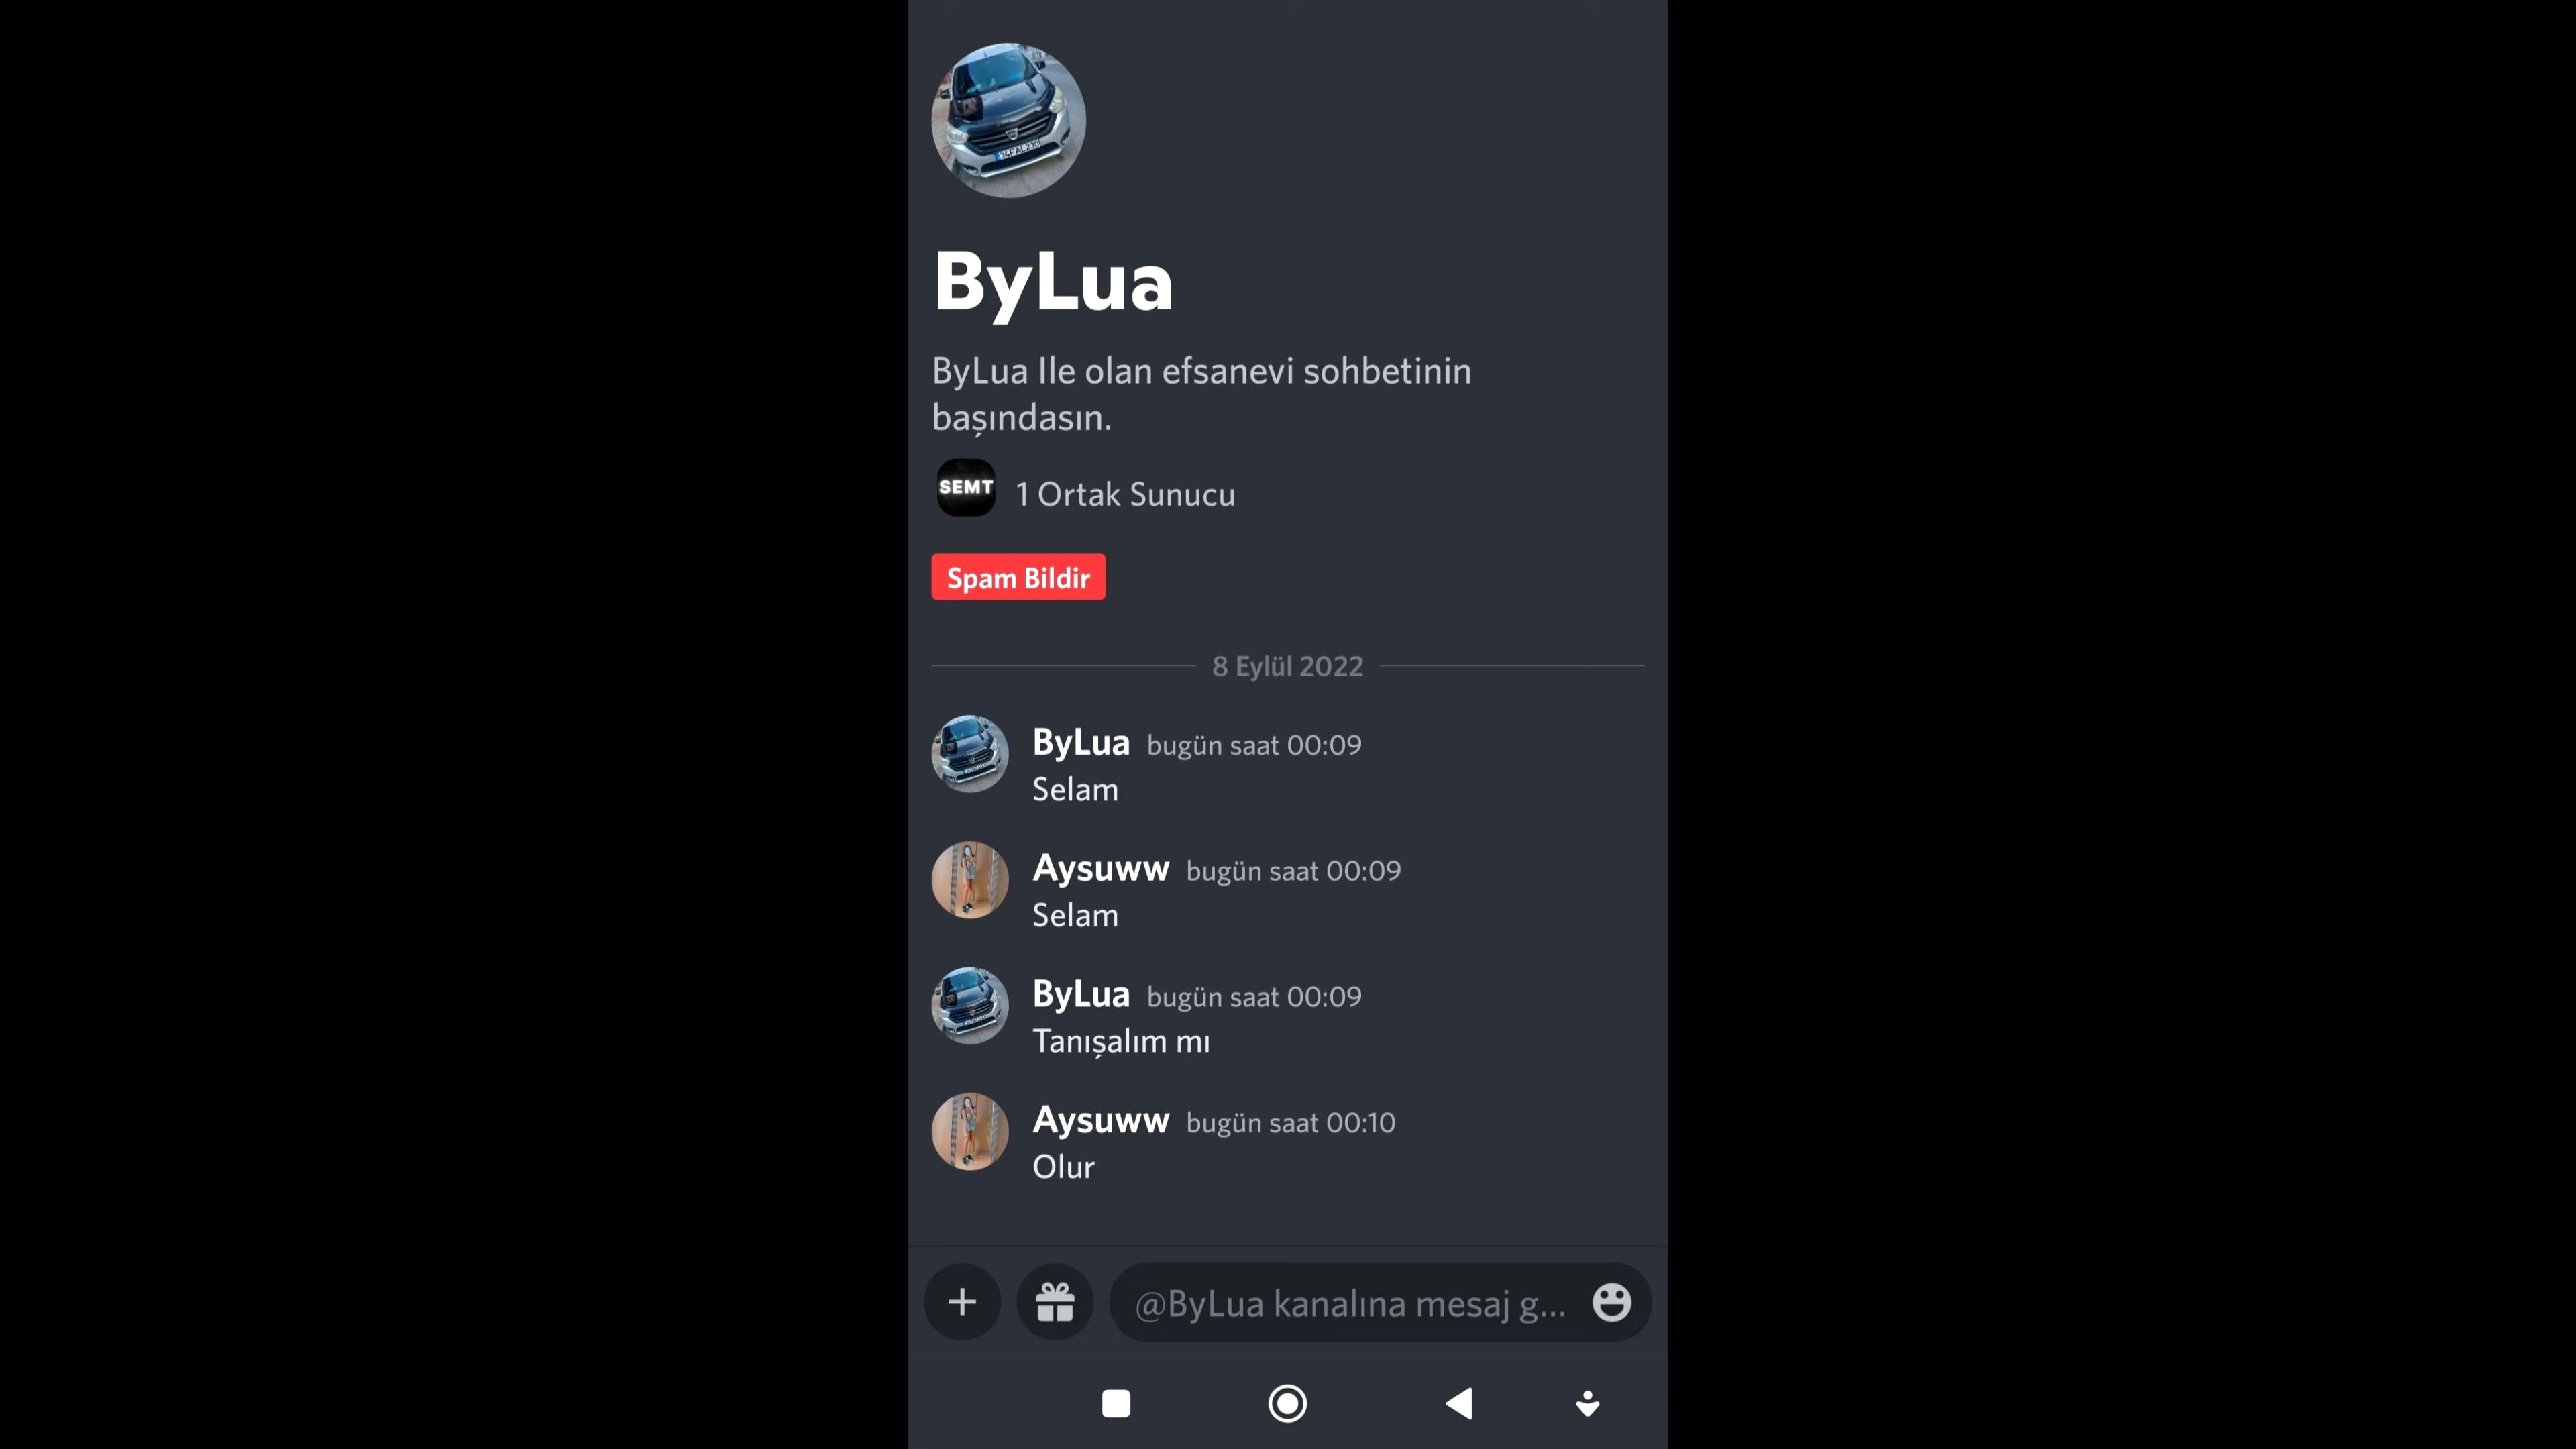 ByLua
ByLua Ile olan efsanevi sohbetinin
başındasın.
SEMT
1 Ortak Sunucu
Spam Bildir
8 Eylül 2022
ByLua bugün saat 00:09
Selam
Aysuww bugün saat 00:09
Selam
ByLua bugün saat 00:09
Tanışalım mı
Aysuww bugün saat 00:10
Olur
@ByLua kanalına mesaj g...